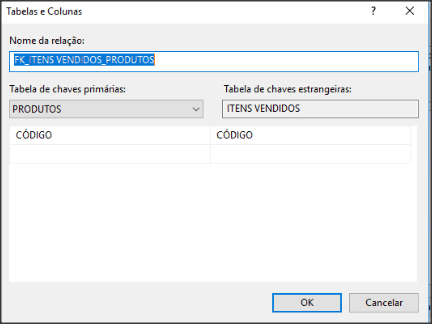 Tabelas e Colunas
?
Nome da relação:
FK_ITENS VENDIDOS_PRODUTOS
Tabela de chaves primárias:
Tabela de chaves estrangeiras:
PRODUTOS
ITENS VENDIDOS
CÓDIGO
CÓDIGO
OK
Cancelar